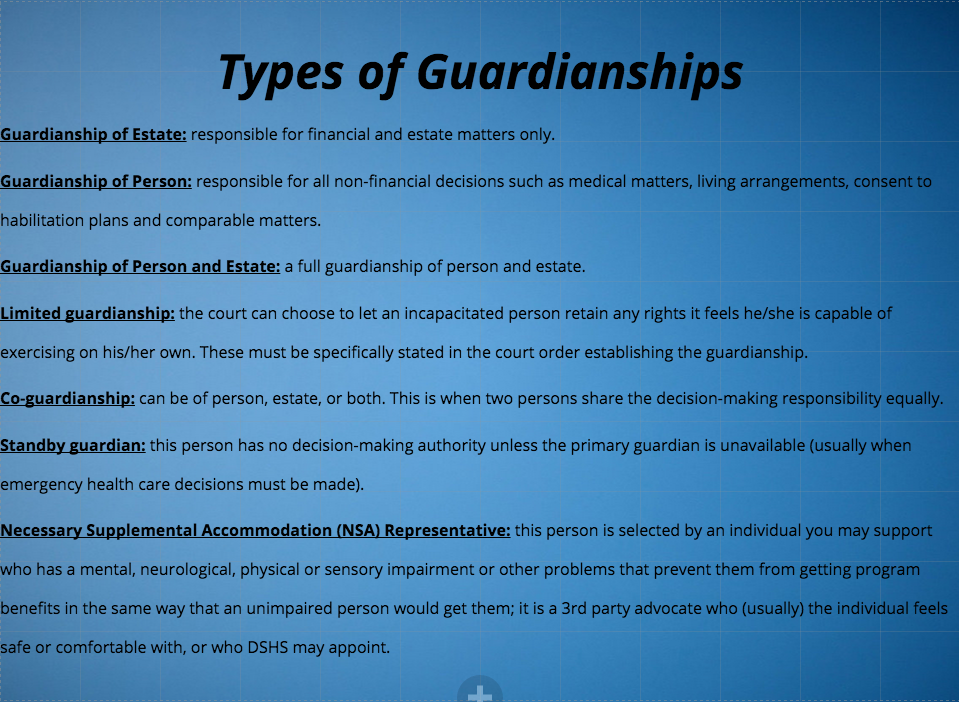 Types of Guardianships
Guardianship of Estate: responsible for financial and estate matters only.
Guardianship of Person: responsible for all non-financial decisions such as medical matters, living arrangements, consent to
habilitation plans and comparable matters.
Guardianship of Person and Estate: a full guardianship of person and estate.
Limited guardianship: the court can choose to let an incapacitated person retain any rights it feels he/she is capable of
exercising on his/her own. These must be specifically stated in the court order establishing the guardianship.
Co-guardianship: can be of person, estate, or both. This is when two persons share the decision-making responsibility equally.
Standby guardian: this person has no decision-making authority unless the primary guardian is unavailable (usually when
emergency health care decisions must be made).
Necessary Supplemental Accommodation (NSA) Representative: this person is selected by an individual you may support
who has a mental, neurological, physical or sensory impairment or other problems that prevent them from getting program
benefits in the same way that an unimpaired person would get them; it is a 3rd party advocate who (usually) the individual feels
safe or comfortable with, or who DSHS may appoint.